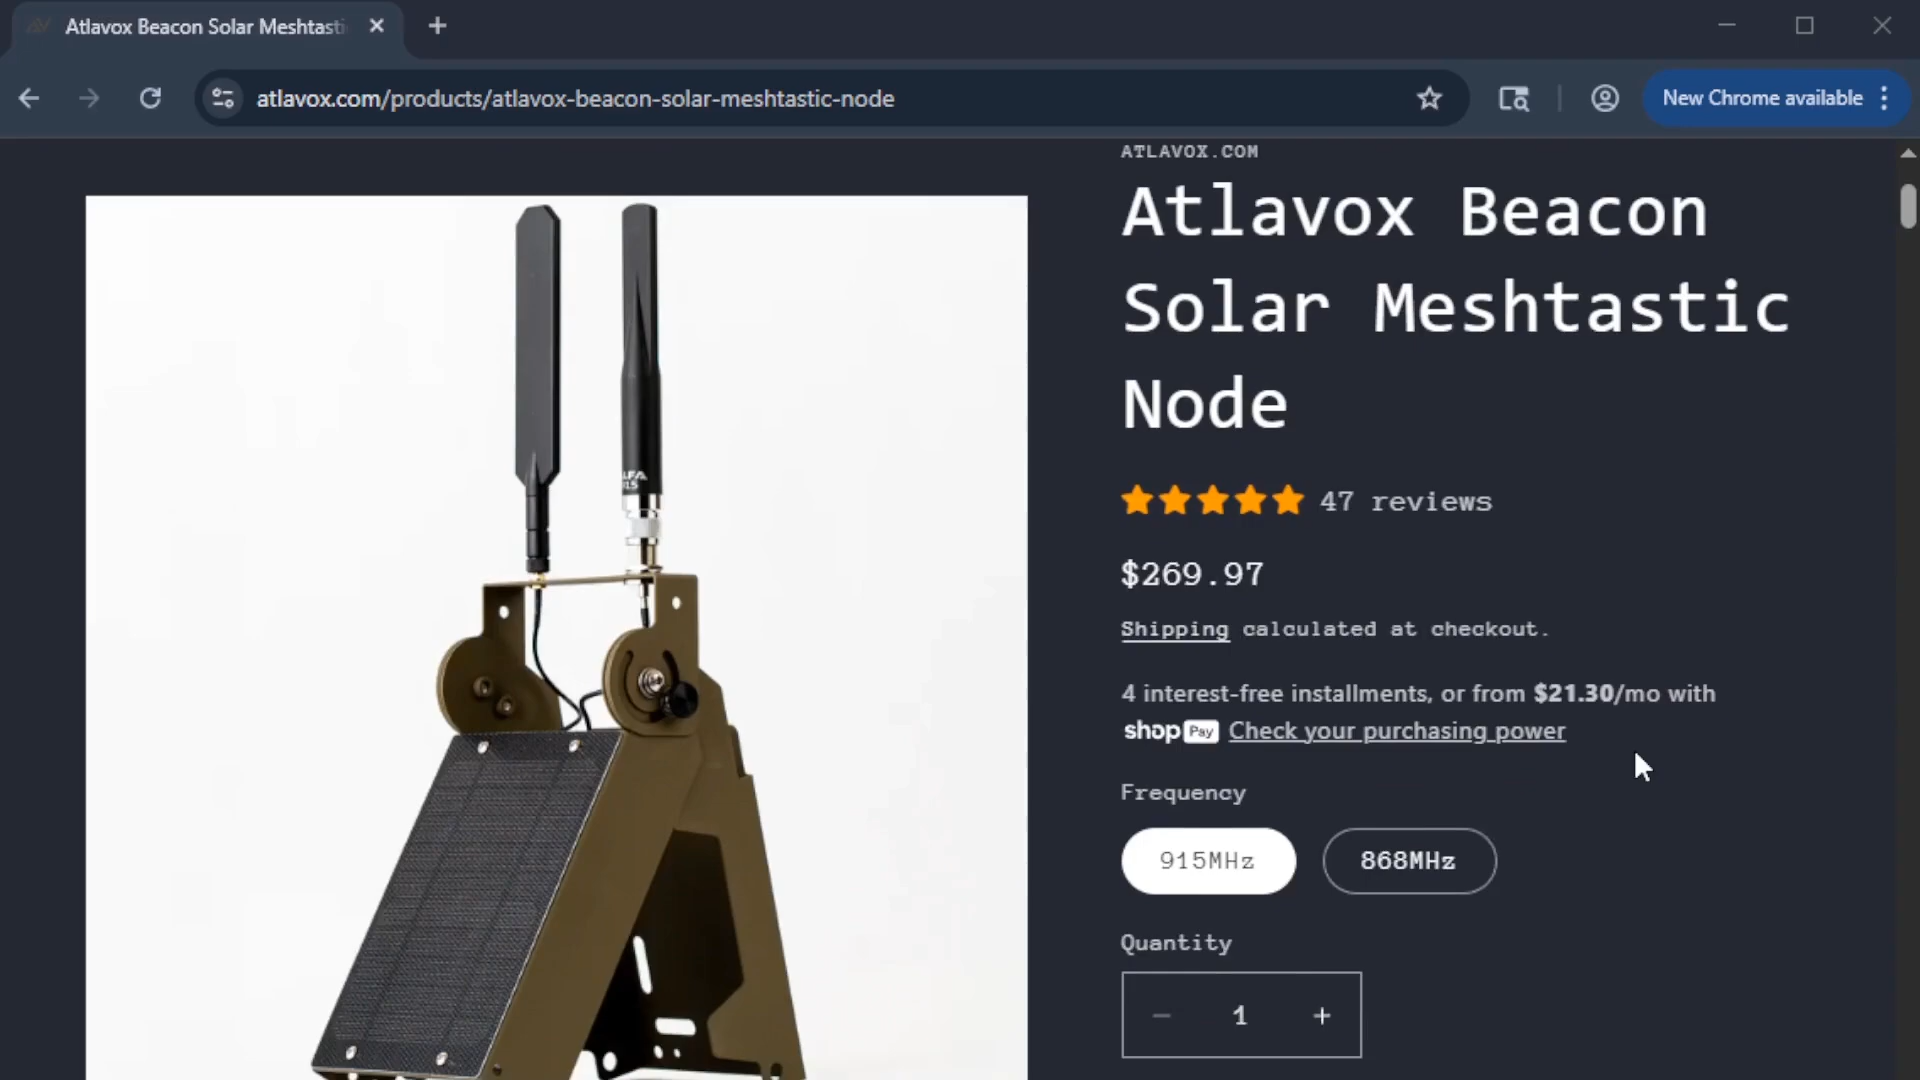 Atlavox Beacon Solar Meshtasti
atlavox.com/products/atlavox-beacon-solar-meshtastic-node
New Chrome available
ATLAVOX.COM
Atlavox Beacon
Solar Meshtastic
Node
47 reviews
$269.97
Shipping calculated at checkout.
4 interest-free installments, or from $21.30/mo with
shop Pay Check your purchasing power
Frequency
915MHz 868MHz
Quantity
− 1 +